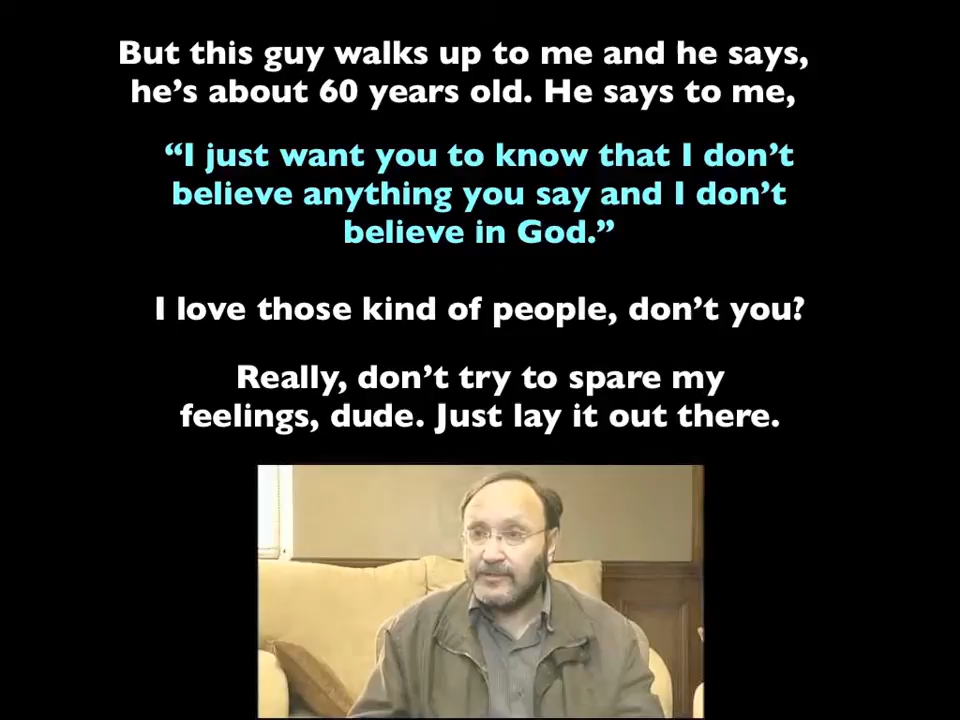 But this guy walks up to me and he says,
he’s about 60 years old. He says to me,
“I just want you to know that I don’t
believe anything you say and I don’t
believe in God.”
I love those kind of people, don’t you?
Really, don’t try to spare my
feelings, dude. Just lay it out there.